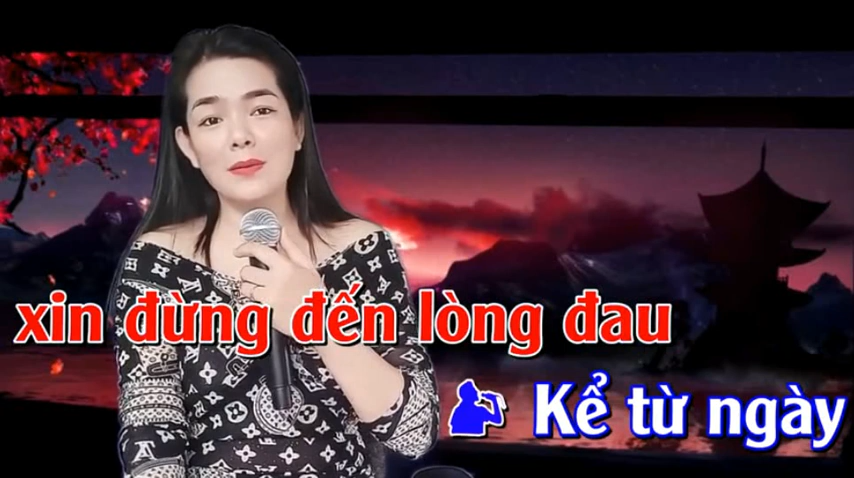 xin đừng đến lòng đau
Kể từ ngày